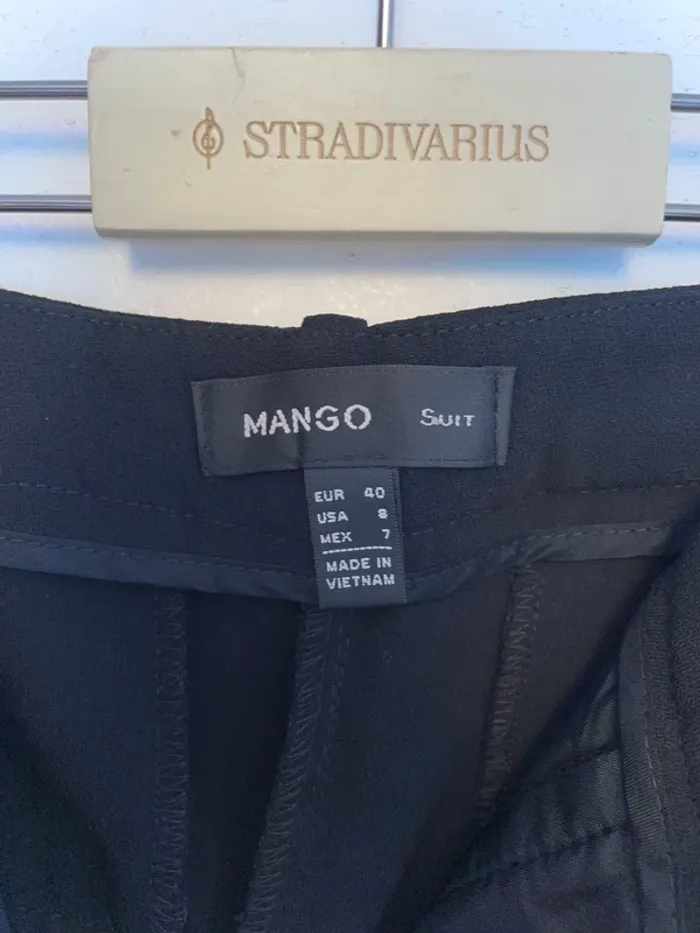 STRADIVARIUS
MANGO SUIT
EUR 40
USA 8
MEX 7
MADE IN
VIETNAM